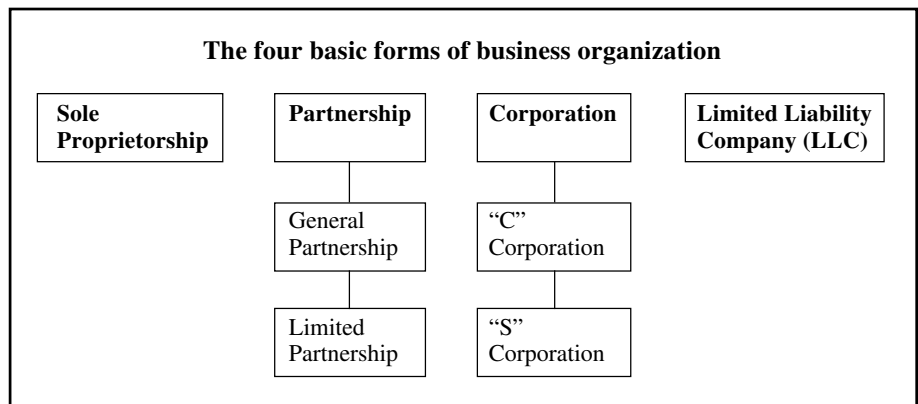 The four basic forms of business organization
Sole
Proprietorship
Partnership
Corporation
Limited Liability
Company (LLC)
General
Partnership
“C”
Corporation
Limited
Partnership
“S”
Corporation